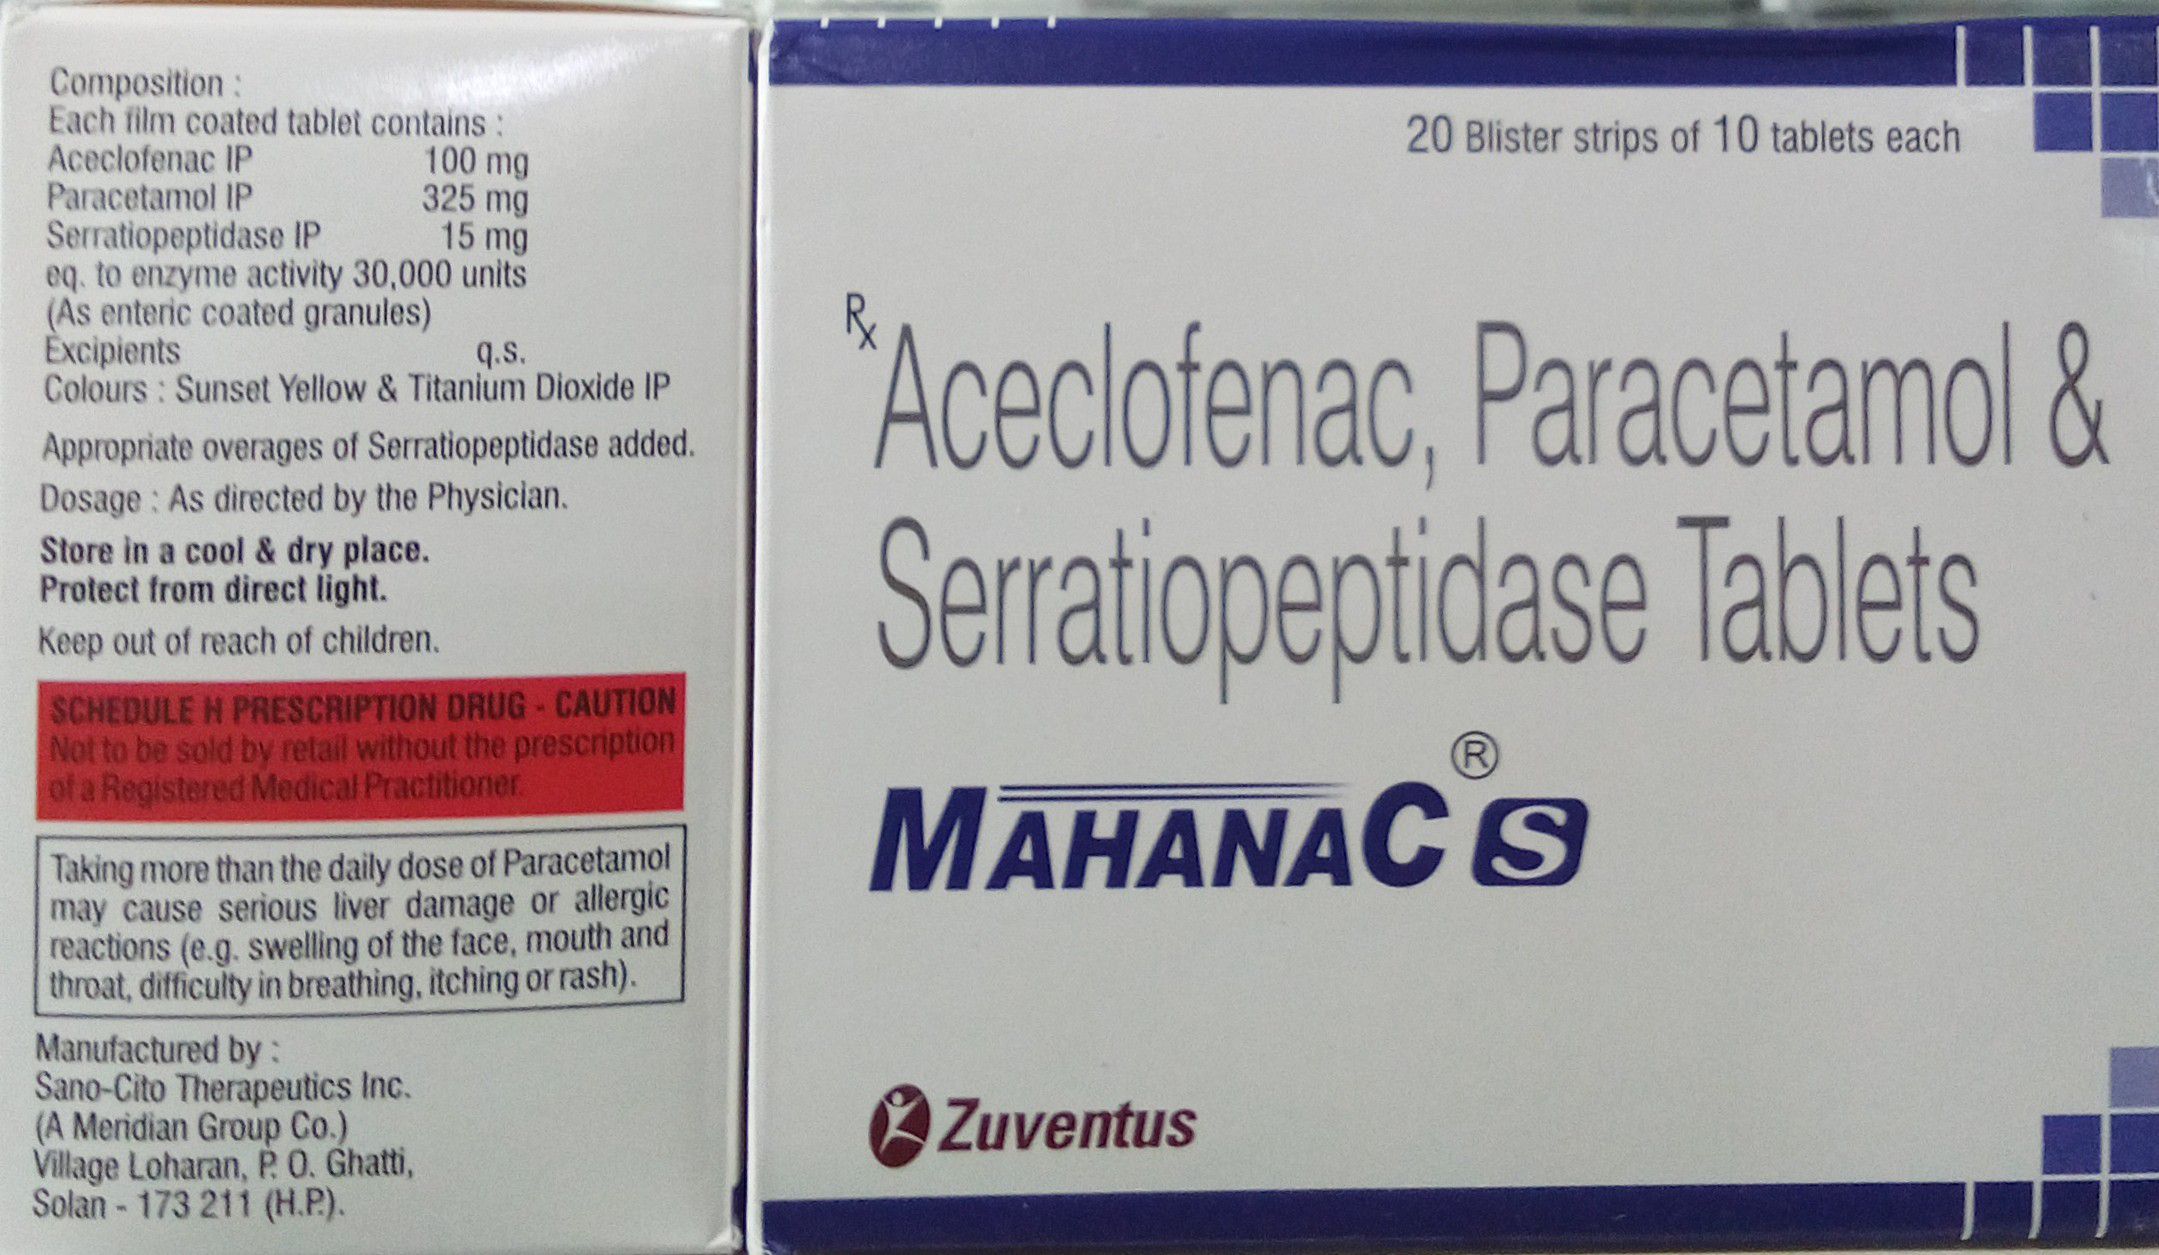 Composition :
Each film coated tablet contains :
Aceclofenac IP 100 mg
Paracetamol IP 325 mg
Serratiopeptidase IP 15 mg
eq. to enzyme activity 30,000 units
(As enteric coated granules)
Excipients q.s.
Colours : Sunset Yellow & Titanium Dioxide IP
Appropriate overages of Serratiopeptidase added.
Dosage : As directed by the Physician.
Store in a cool & dry place.
Protect from direct light.
Keep out of reach of children.
SCHEDULE H PRESCRIPTION DRUG - CAUTION
Not to be sold by retail without the prescription
of a Registered Medical Practitioner.
Taking more than the daily dose of Paracetamol
may cause serious liver damage or allergic
reactions (e.g. swelling of the face, mouth and
throat, difficulty in breathing, itching or rash).
Manufactured by :
Sano-Cito Therapeutics Inc.
(A Meridian Group Co.)
Village Loharan, P. O. Ghatti,
Solan - 173 211 (H.P.).
20 Blister strips of 10 tablets each
Rx Aceclofenac, Paracetamol &
Serratiopeptidase Tablets
MAHANAC® S
Zuventus